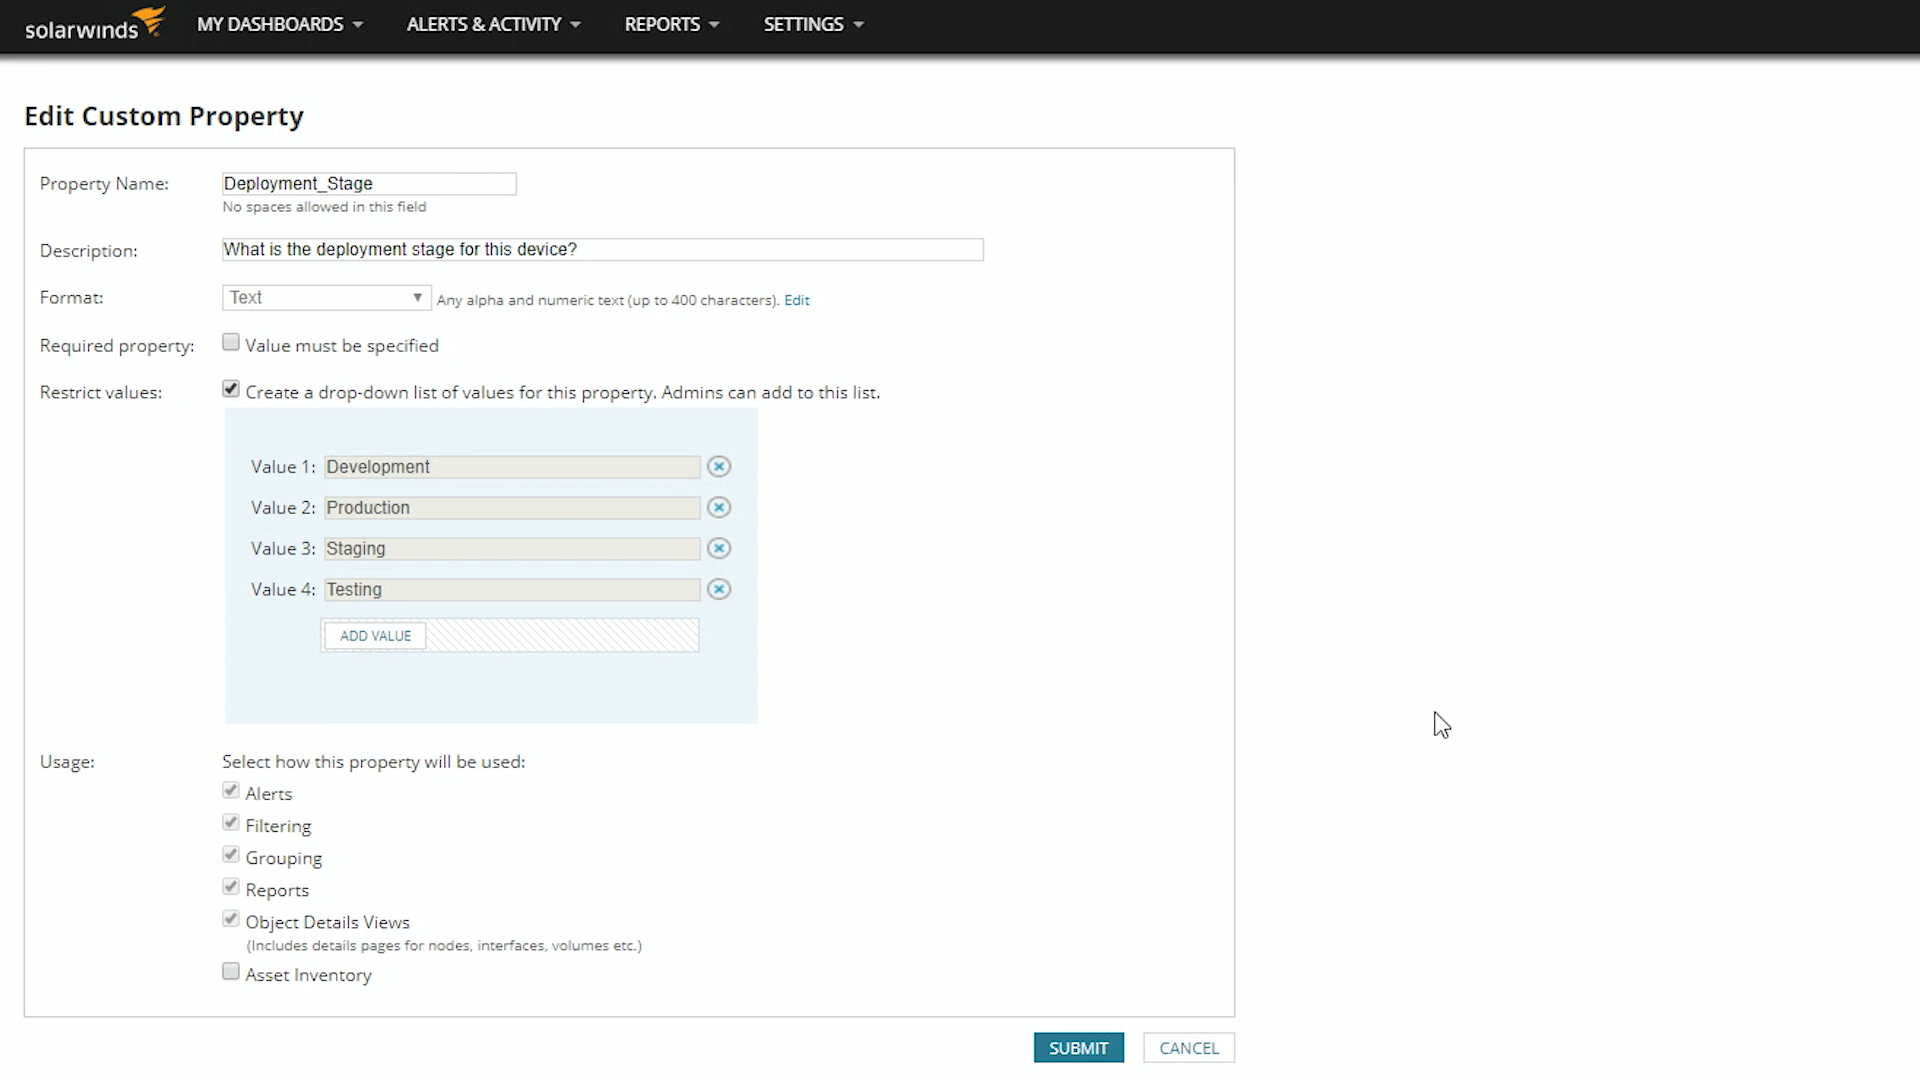 solarwinds MY DASHBOARDS ALERTS & ACTIVITY REPORTS SETTINGS
Edit Custom Property
Property Name: Deployment_Stage
No spaces allowed in this field
Description: What is the deployment stage for this device?
Format: Text Any alpha and numeric text (up to 400 characters). Edit
Required property: Value must be specified
Restrict values: Create a drop-down list of values for this property. Admins can add to this list.
Value 1: Development
Value 2: Production
Value 3: Staging
Value 4: Testing
ADD VALUE
Usage: Select how this property will be used:
Alerts
Filtering
Grouping
Reports
Object Details Views
(Includes details pages for nodes, interfaces, volumes etc.)
Asset Inventory
SUBMIT CANCEL